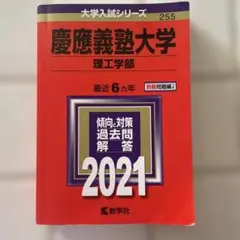 大学入試シリーズ
255
慶應義塾大学
理工学部
最近6ヵ年
別冊問題編
傾向と対策
過去問
解答
2021
教学社